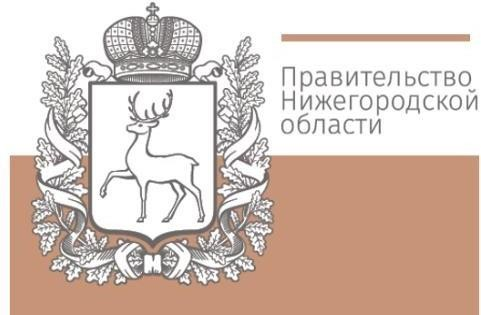 Правительство
Нижегородской
области